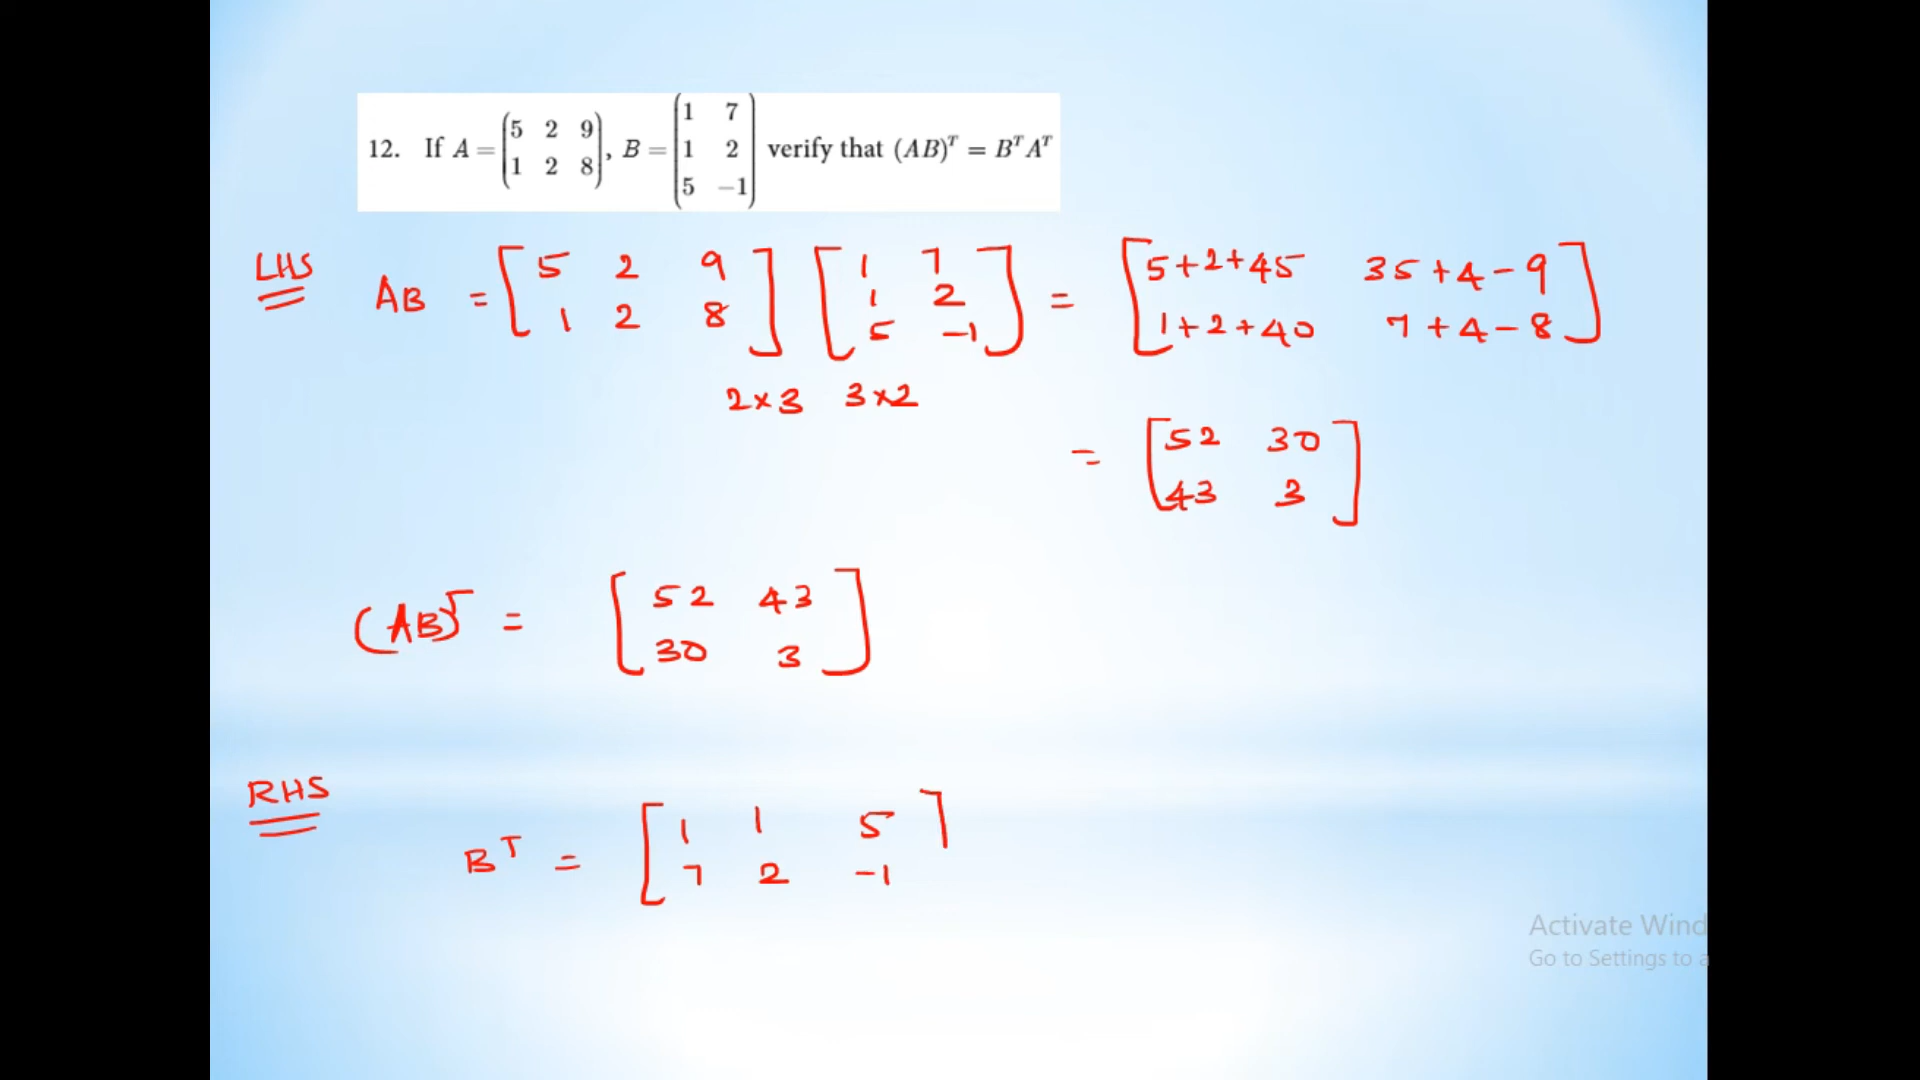 12. If A = (5 2 9
1 2 8), B = (1 7
1 2
5 −1) verify that (AB)ᵀ = BᵀAᵀ
LHS
AB = [5 2 9
1 2 8] [1 7
1 2
5 −1] = [5+2+45 35+4−9
1+2+40 7+4−8]
2×3 3×2
= [52 30
43 3]
(AB)ᵀ = [52 43
30 3]
RHS
Bᵀ = [1 1 5
7 2 −1
Activate Wind
Go to Settings to a